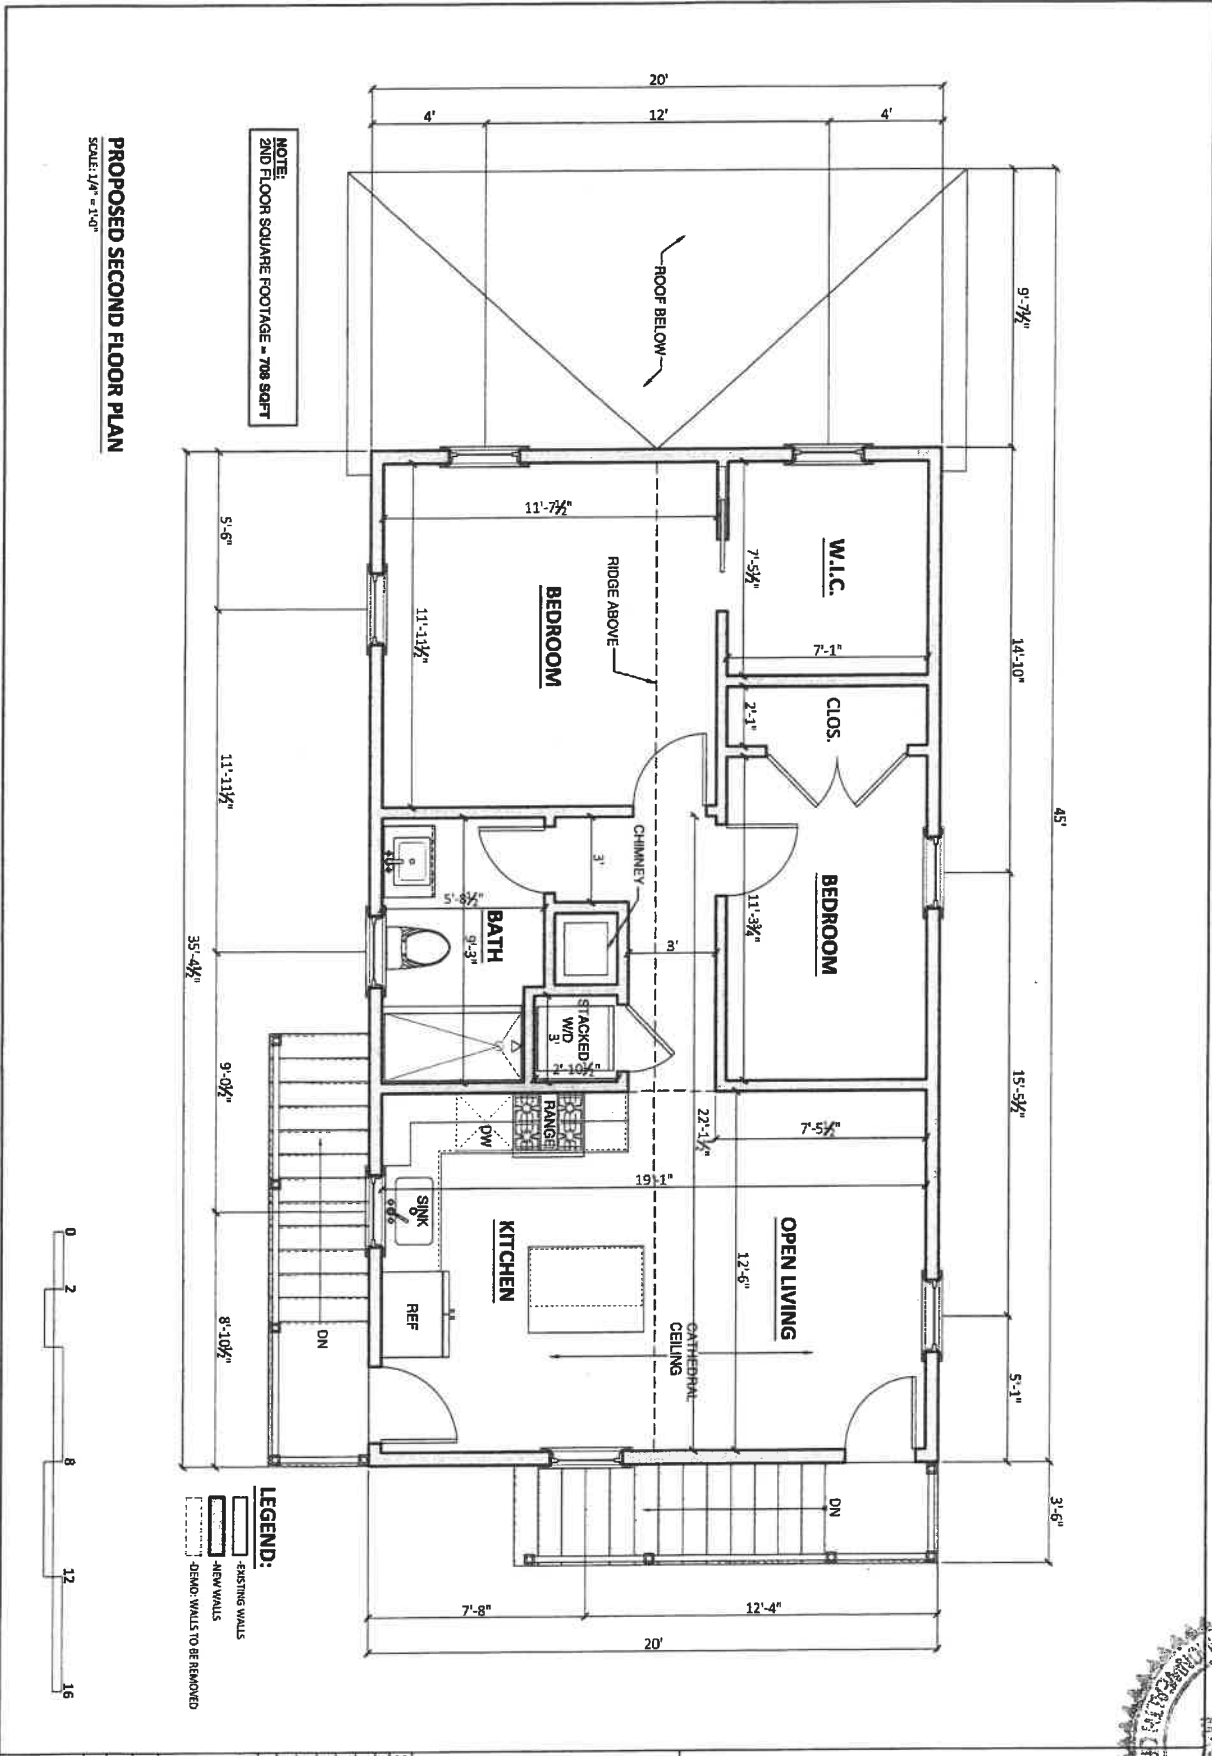 20'
4'
12'
4'
45'
9'-7½"
14'-10"
15'-5½"
5'-1"
3'-6"
ROOF BELOW
NOTE:
2ND FLOOR SQUARE FOOTAGE = 708 SQFT
PROPOSED SECOND FLOOR PLAN
SCALE: 1/4" = 1'-0"
W.I.C.
7'-5½"
7'-1"
CLOS.
2'-1"
BEDROOM
11'-3¾"
BEDROOM
11'-7½"
11'-11½"
RIDGE ABOVE
CHIMNEY
3'
3'
BATH
5'-8½"
9'-3"
STACKED
W/D
3'
2'-10½"
22'-1½"
7'-5½"
19'-1"
12'-6"
OPEN LIVING
CATHEDRAL
CEILING
KITCHEN
RANGE
DW
SINK
REF
DN
DN
5'-6"
11'-11½"
9'-0½"
8'-10½"
35'-4½"
7'-8"
12'-4"
20'
LEGEND:
-EXISTING WALLS
-NEW WALLS
-DEMO: WALLS TO BE REMOVED
0
2
8
12
16